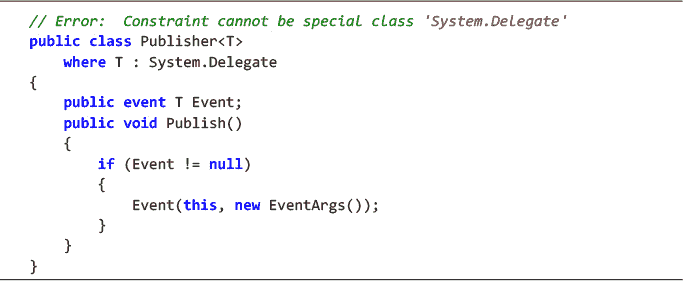 // Error:  Constraint cannot be special class 'System.Delegate'
public class Publisher<T>
    where T : System.Delegate
{
    public event T Event;
    public void Publish()
    {
        if (Event != null)
        {
            Event(this, new EventArgs());
        }
    }
}